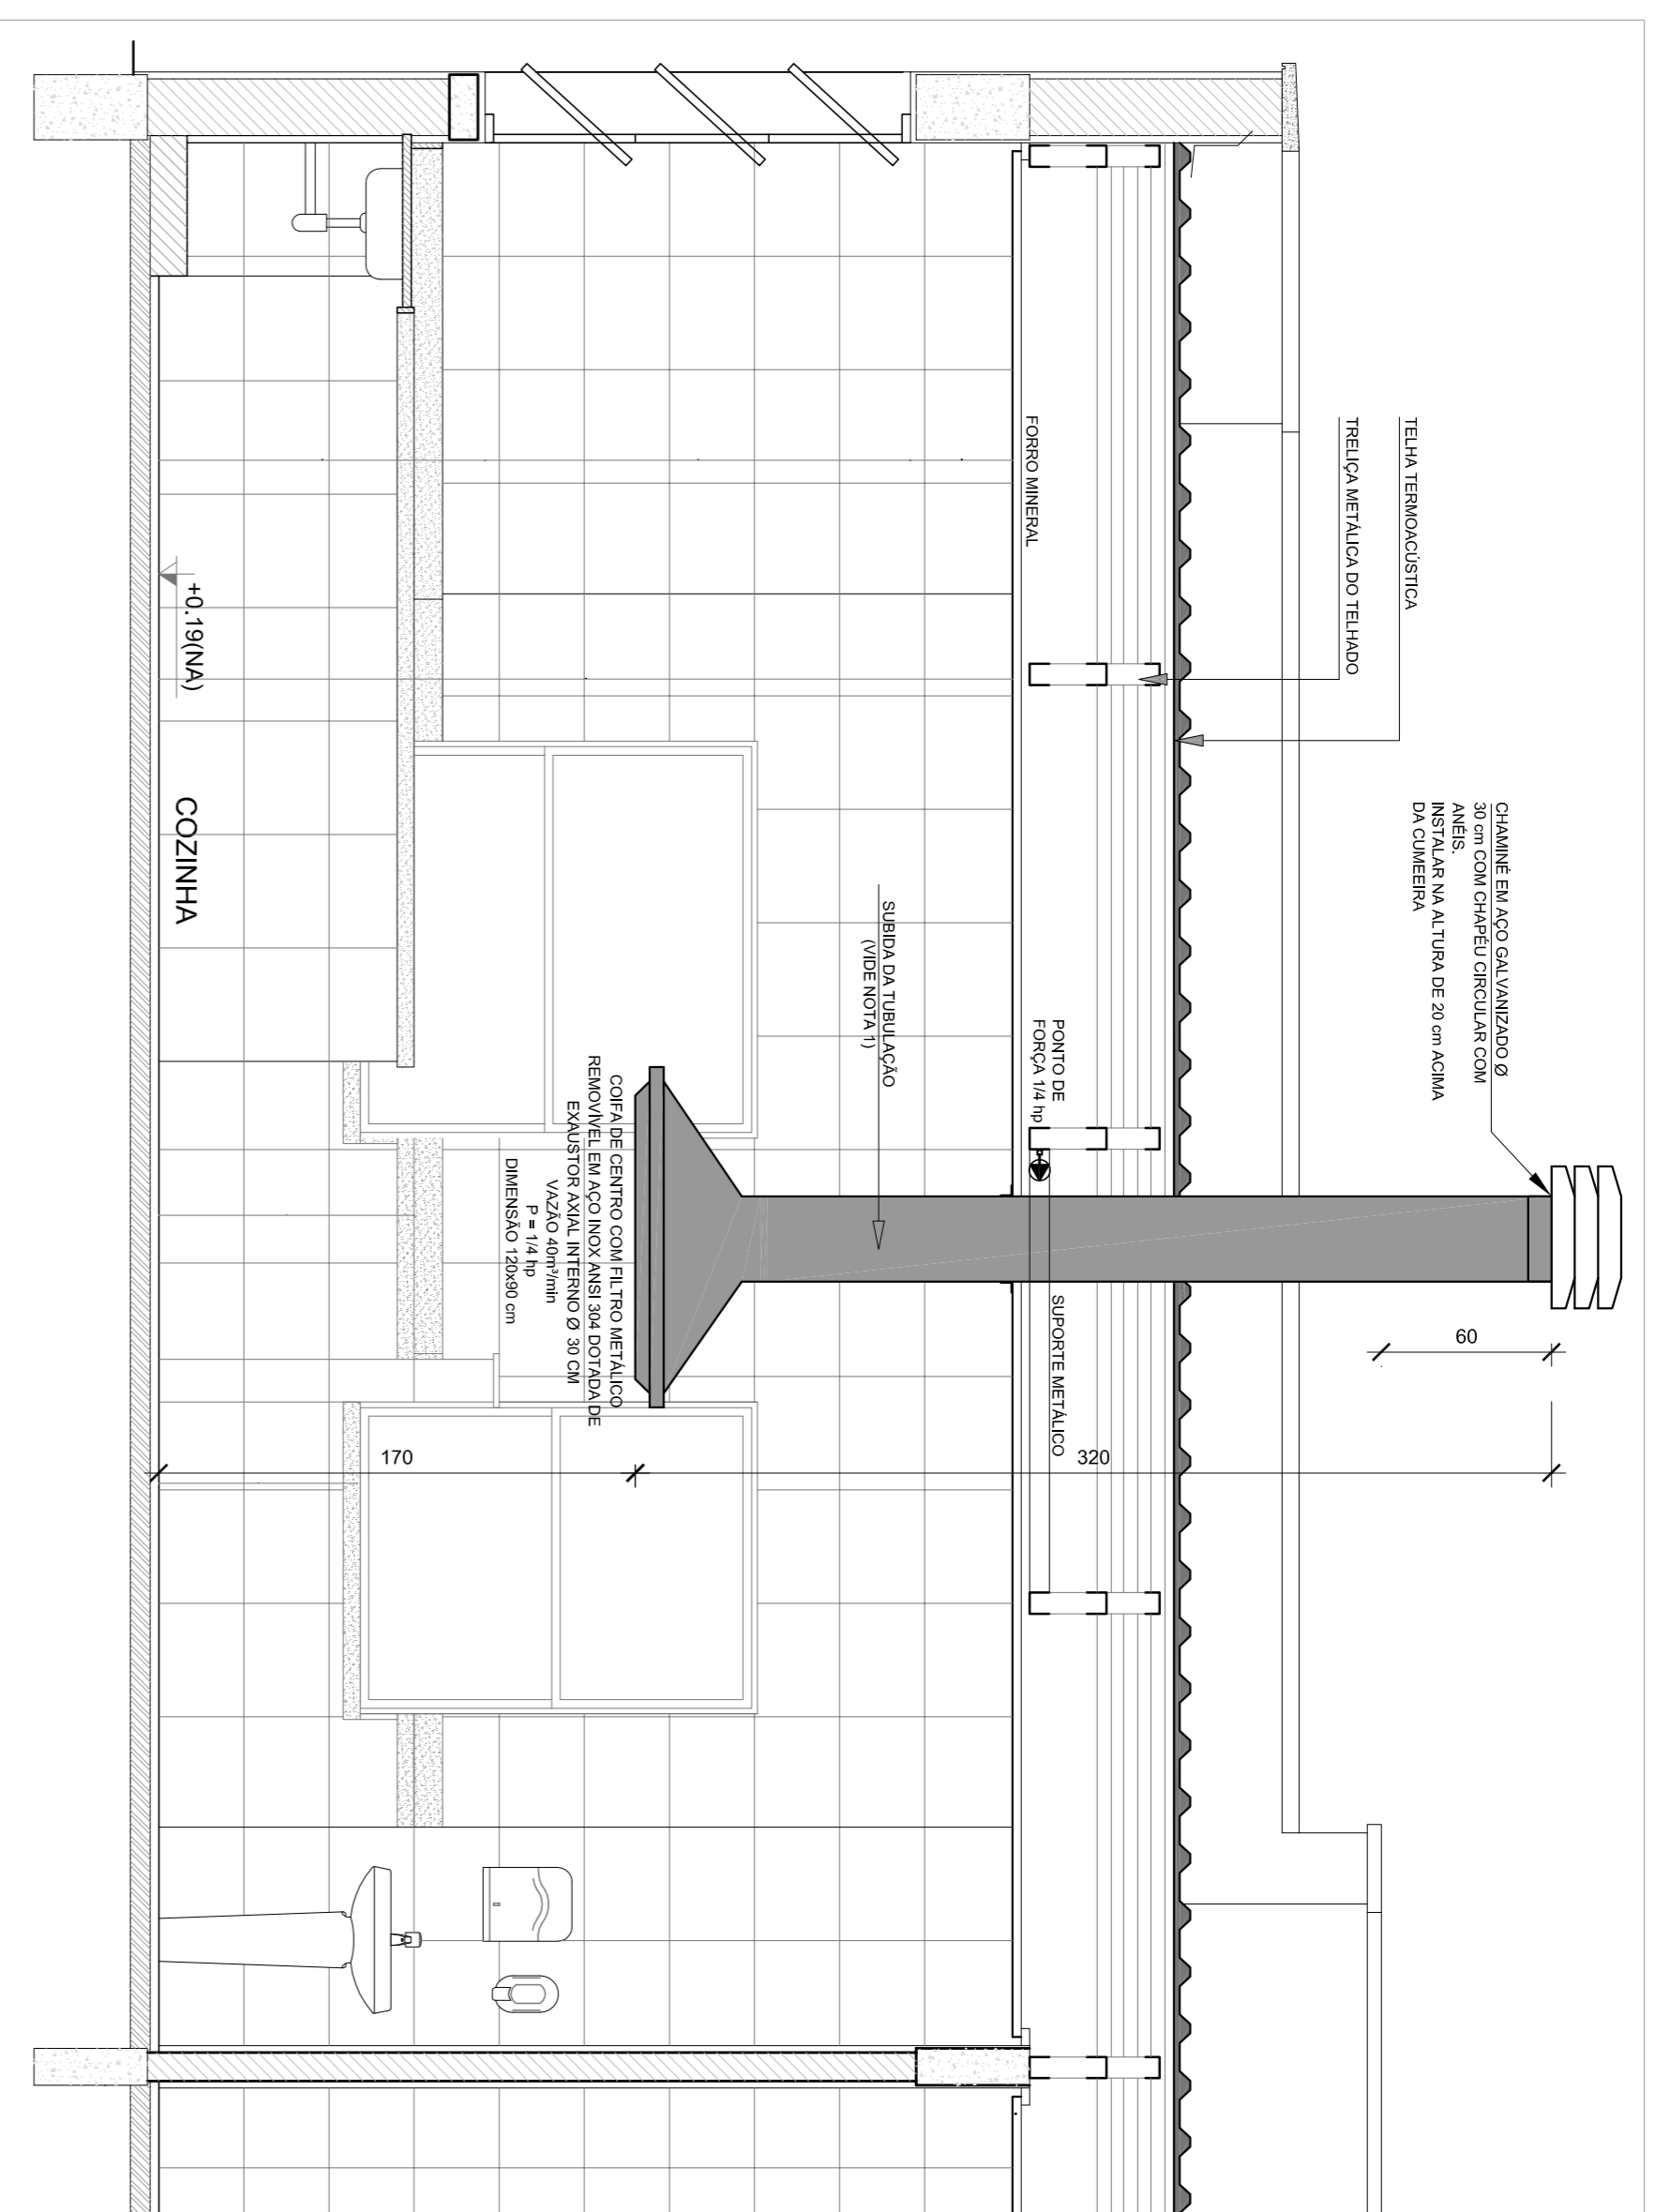 CHAMINÉ EM AÇO GALVANIZADO Ø
30 cm COM CHAPÉU CIRCULAR COM
ANÉIS.
INSTALAR NA ALTURA DE 20 cm ACIMA
DA CUMEEIRA
TELHA TERMOACÚSTICA
TRELIÇA METÁLICA DO TELHADO
60
FORRO MINERAL
PONTO DE
FORÇA 1/4 hp
SUPORTE METÁLICO
320
SUBIDA DA TUBULAÇÃO
(VIDE NOTA 1)
COIFA DE CENTRO COM FILTRO METÁLICO
REMOVÍVEL EM AÇO INOX ANSI 304 DOTADA DE
EXAUSTOR AXIAL INTERNO Ø 30 CM
VAZÃO 40m³/min
P = 1/4 hp
DIMENSÃO 120x90 cm
170
+0.19(NA)
COZINHA